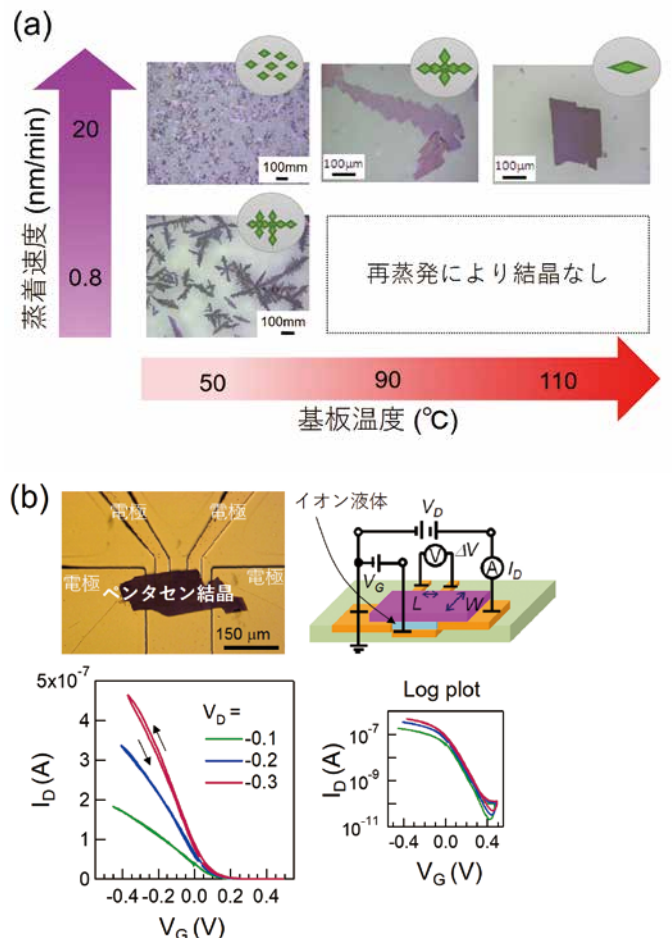 (a)
蒸着速度 (nm/min)
20
0.8
100mm
100μm
100μm
100mm
再蒸発により結晶なし
50
90
110
基板温度 (℃)
(b)
電極
電極
電極
電極
ペンタセン結晶
150 μm
イオン液体
V_D
V
ΔV
A
I_D
V_G
L
W
5x10⁻⁷
4
3
2
1
0
I_D (A)
V_D =
-0.1
-0.2
-0.3
-0.4
-0.2
0.0
0.2
0.4
V_G (V)
Log plot
10⁻⁷
10⁻⁹
10⁻¹¹
I_D (A)
-0.4
0.0
0.4
V_G (V)